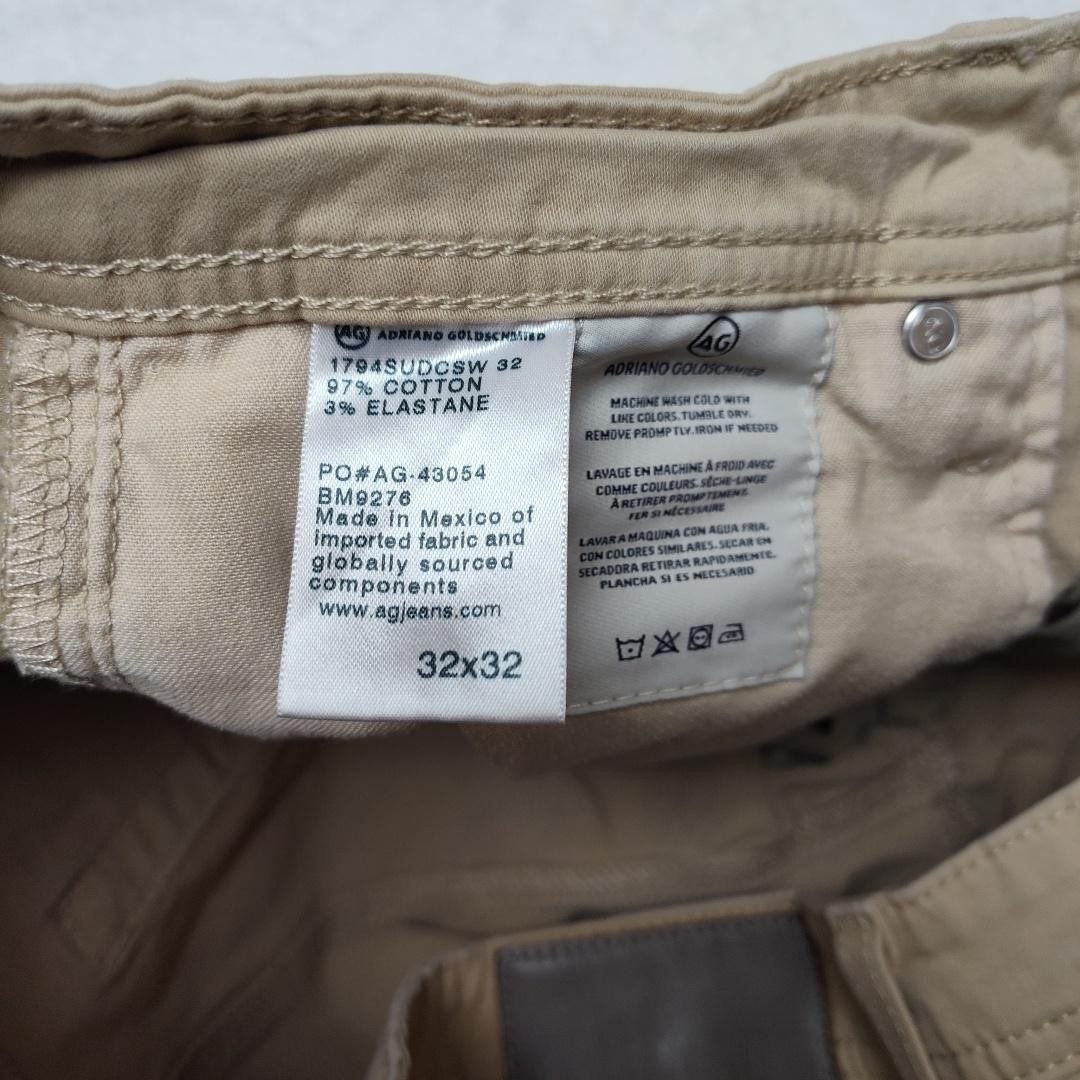 AG ADRIANO GOLDSCHMIED
1794SUDCSW 32
97% COTTON
3% ELASTANE
PO#AG-43054
BM9276
Made in Mexico of
imported fabric and
globally sourced
components
www.agjeans.com
32x32
AG
ADRIANO GOLDSCHMIED
MACHINE WASH COLD WITH
LIKE COLORS. TUMBLE DRY.
REMOVE PROMPTLY. IRON IF NEEDED
LAVAGE EN MACHINE À FROID AVEC
COMME COULEURS. SÈCHE-LINGE
À RETIRER PROMPTEMENT.
FER SI NÉCESSAIRE
LAVAR A MAQUINA CON AGUA FRIA.
CON COLORES SIMILARES. SECAR EN
SECADORA RETIRAR RAPIDAMENTE.
PLANCHA SI ES NECESARIO